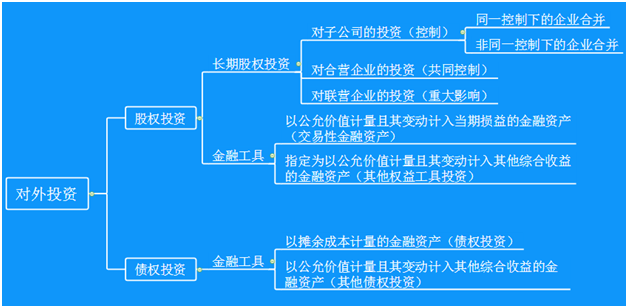 同一控制下的企业合并
对子公司的投资（控制）
非同一控制下的企业合并
长期股权投资
对合营企业的投资（共同控制）
对联营企业的投资（重大影响）
股权投资
以公允价值计量且其变动计入当期损益的金融资产
（交易性金融资产）
金融工具
指定为以公允价值计量且其变动计入其他综合收益
的金融资产（其他权益工具投资）
对外投资
以摊余成本计量的金融资产（债权投资）
债权投资
金融工具
以公允价值计量且其变动计入其他综合收益的金
融资产（其他债权投资）